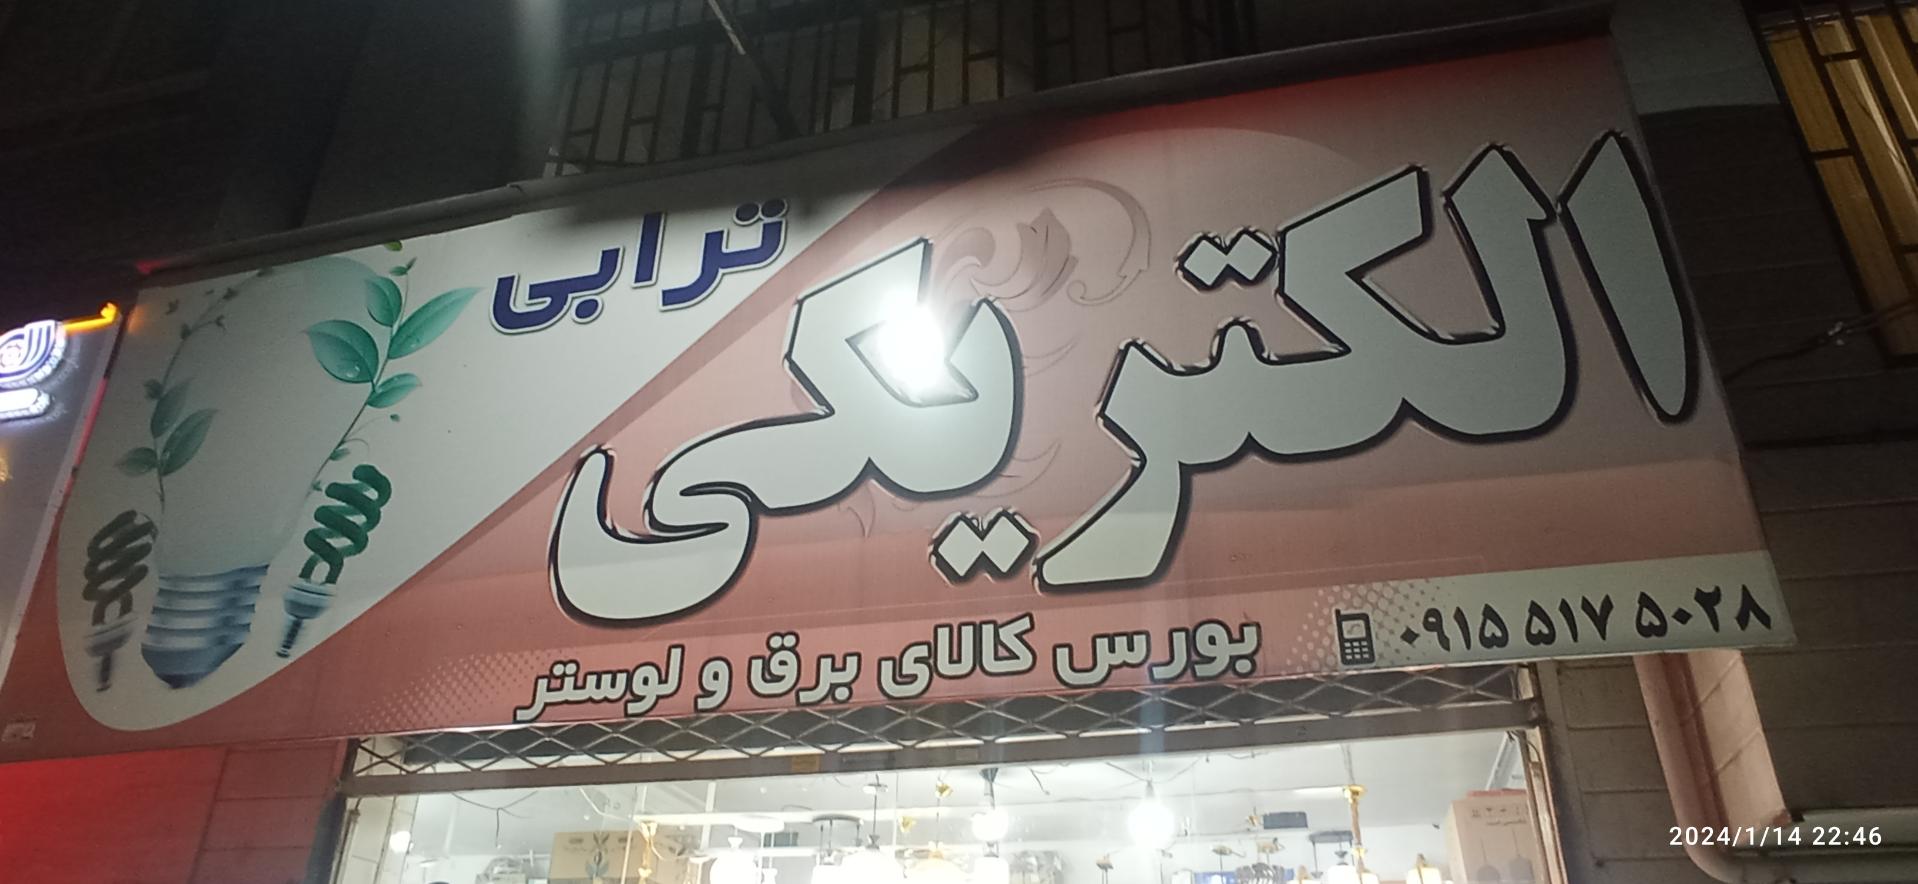 الکتریکی
ترابی
بورس کالای برق و لوستر
۰۹۱۵ ۵۱۷ ۵۰۲۸
2024/1/14 22:46